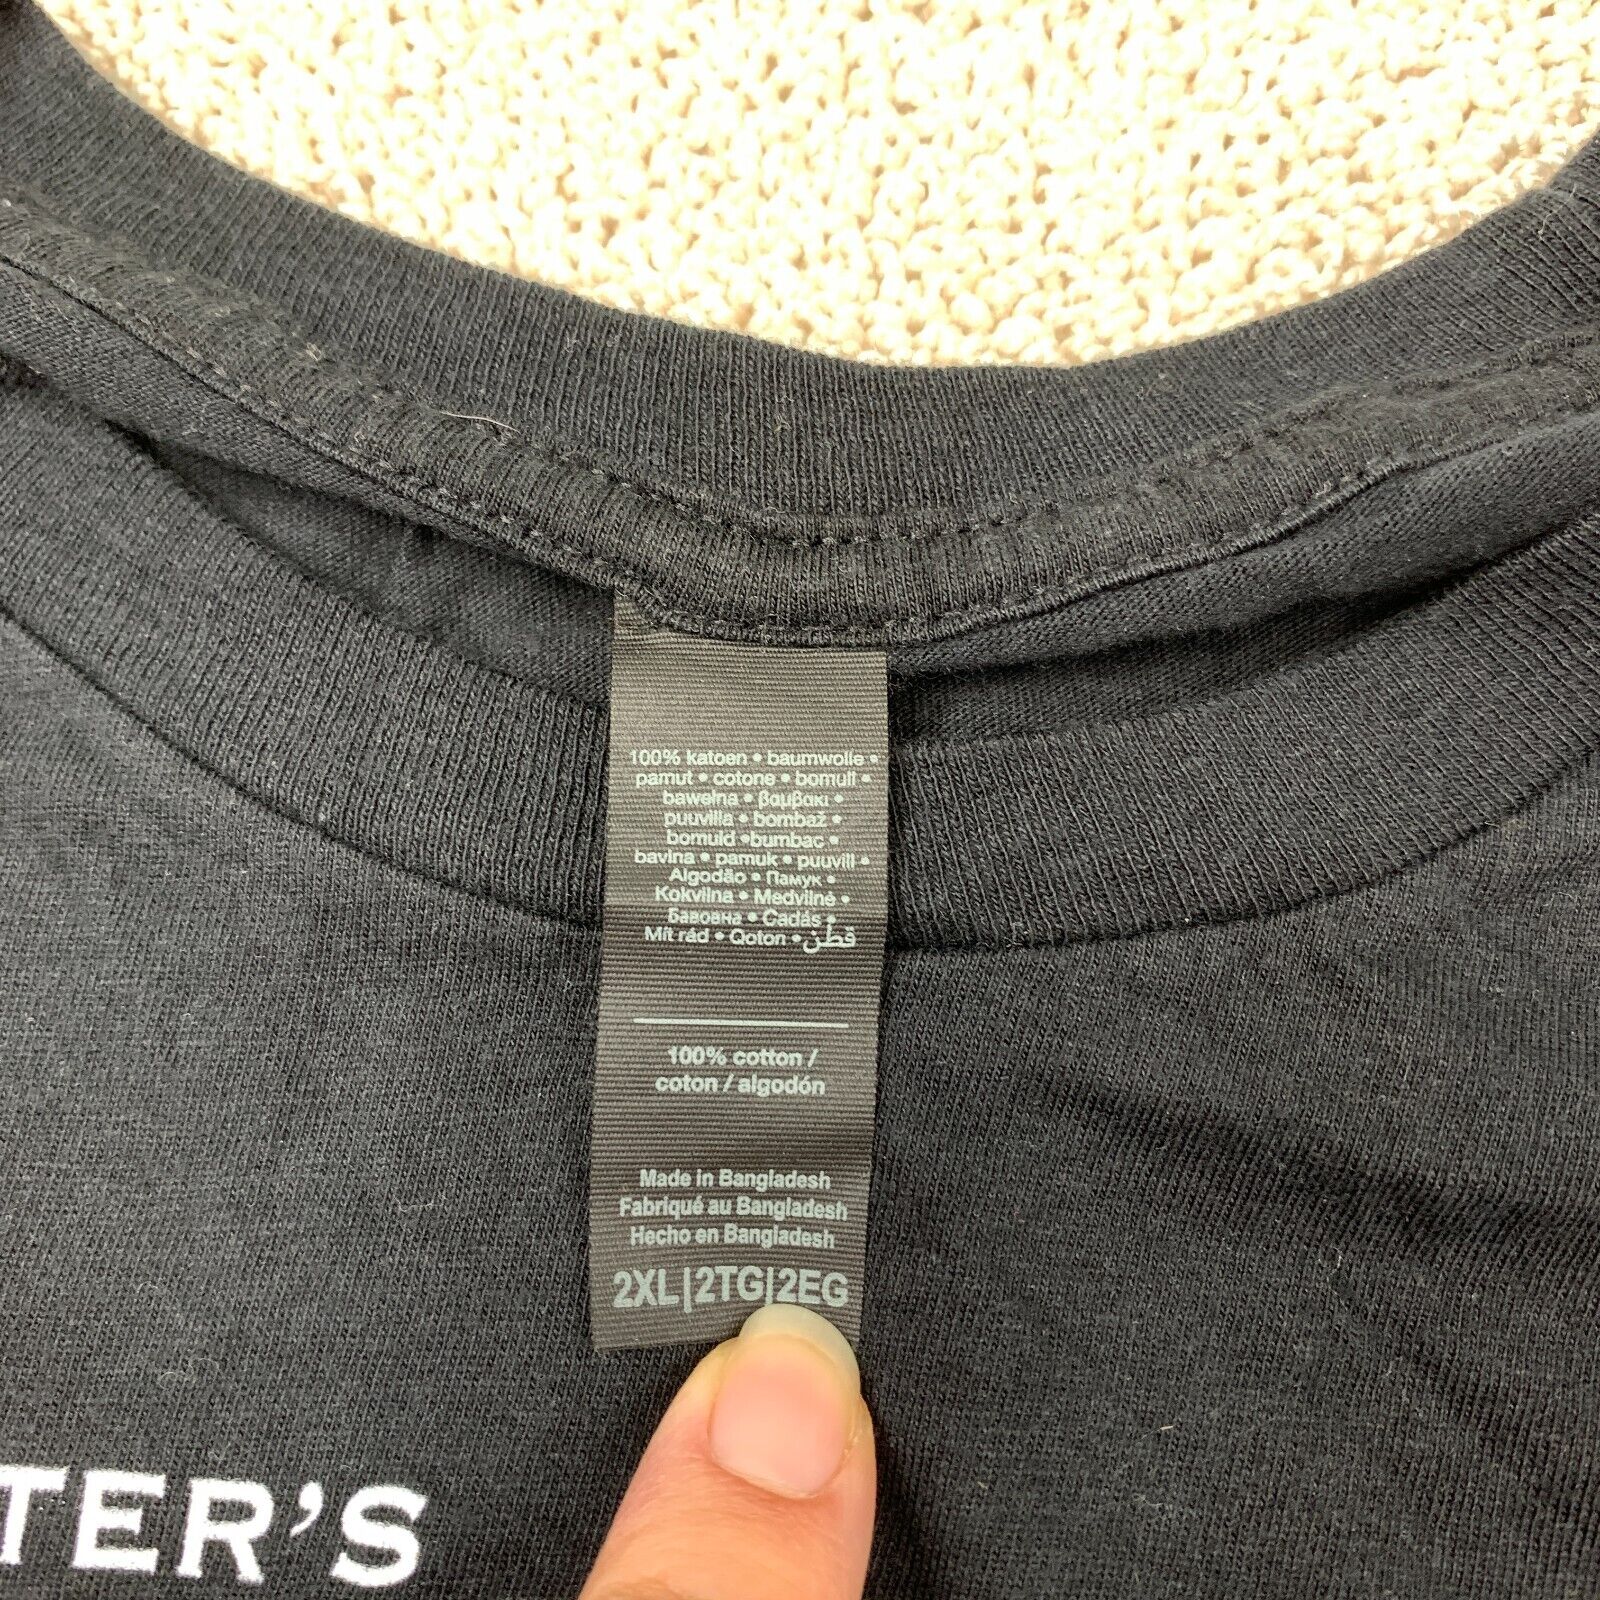 100% katoen • baumwolle •
pamut • cotone • bomull •
bawełna • βαμβακι •
puuvilla • bombaž •
bomuld •bumbac •
bavlna • pamuk • puuvill •
Algodão • Памук •
Kokvilna • Medvilnė •
Бавовна • Cadás •
Mít rád • Qoton • قطن
100% cotton /
coton / algodón
Made in Bangladesh
Fabriqué au Bangladesh
Hecho en Bangladesh
2XL|2TG|2EG
TER'S